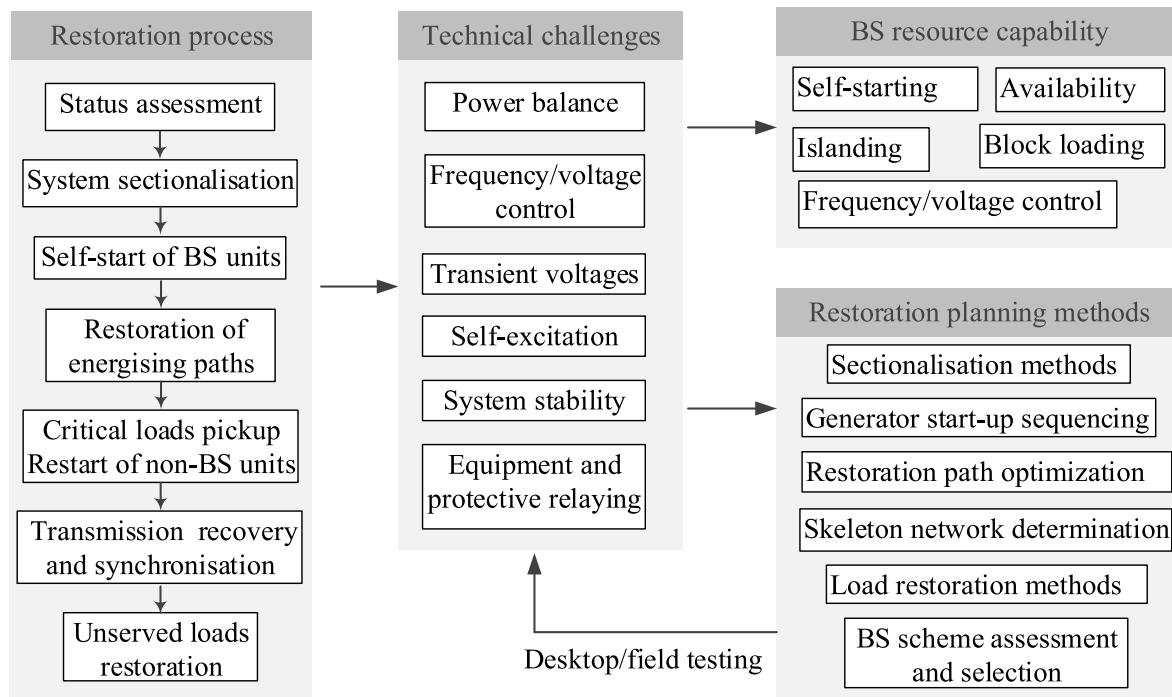 Restoration process
Status assessment
System sectionalisation
Self-start of BS units
Restoration of
energising paths
Critical loads pickup
Restart of non-BS units
Transmission recovery
and synchronisation
Unserved loads
restoration
Technical challenges
Power balance
Frequency/voltage
control
Transient voltages
Self-excitation
System stability
Equipment and
protective relaying
Desktop/field testing
BS resource capability
Self-starting
Availability
Islanding
Block loading
Frequency/voltage control
Restoration planning methods
Sectionalisation methods
Generator start-up sequencing
Restoration path optimization
Skeleton network determination
Load restoration methods
BS scheme assessment
and selection